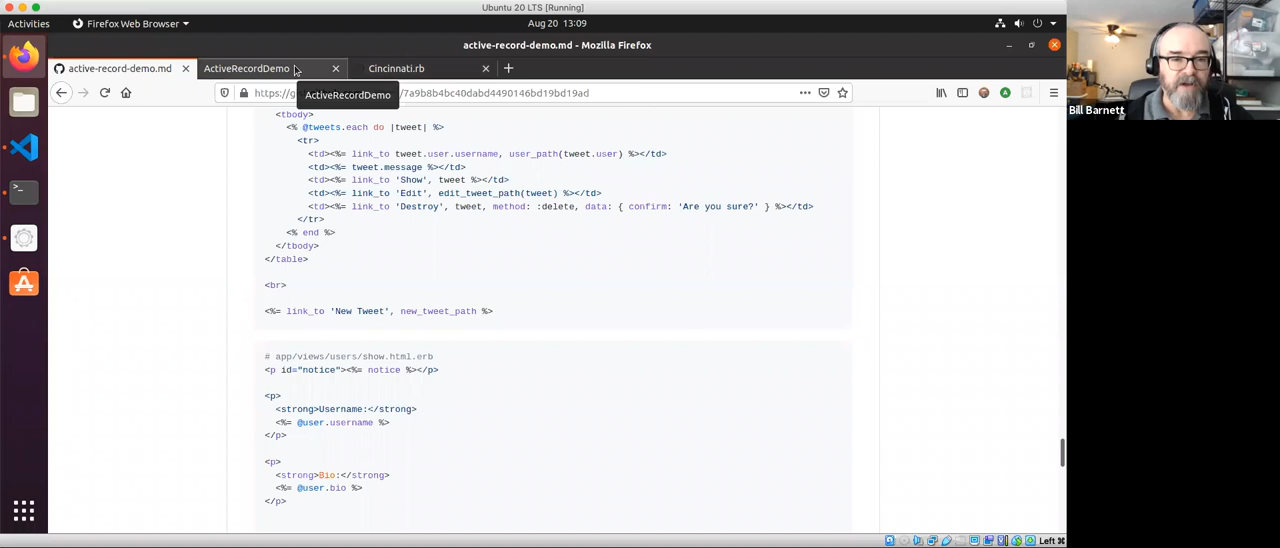 Ubuntu 20 LTS [Running]
Activities
Firefox Web Browser
Aug 20 13:09
active-record-demo.md - Mozilla Firefox
active-record-demo.md
ActiveRecordDemo
Cincinnati.rb
https://g
/7a9b8b4bc40dabd4490146bd19bd19ad
ActiveRecordDemo
Bill Barnett
<tbody>
<% @tweets.each do |tweet| %>
<tr>
<td><%= link_to tweet.user.username, user_path(tweet.user) %></td>
<td><%= tweet.message %></td>
<td><%= link_to 'Show', tweet %></td>
<td><%= link_to 'Edit', edit_tweet_path(tweet) %></td>
<td><%= link_to 'Destroy', tweet, method: :delete, data: { confirm: 'Are you sure?' } %></td>
</tr>
<% end %>
</tbody>
</table>
<br>
<%= link_to 'New Tweet', new_tweet_path %>
# app/views/users/show.html.erb
<p id="notice"><%= notice %></p>
<p>
<strong>Username:</strong>
<%= @user.username %>
</p>
<p>
<strong>Bio:</strong>
<%= @user.bio %>
</p>
Left ⌘